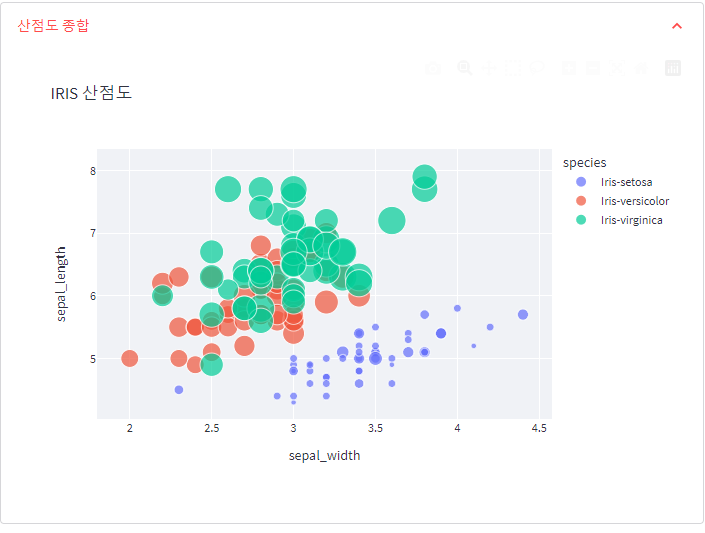 산점도 종합
IRIS 산점도
species
Iris-setosa
Iris-versicolor
Iris-virginica
sepal_length
8
7
6
5
2
2.5
3
3.5
4
4.5
sepal_width